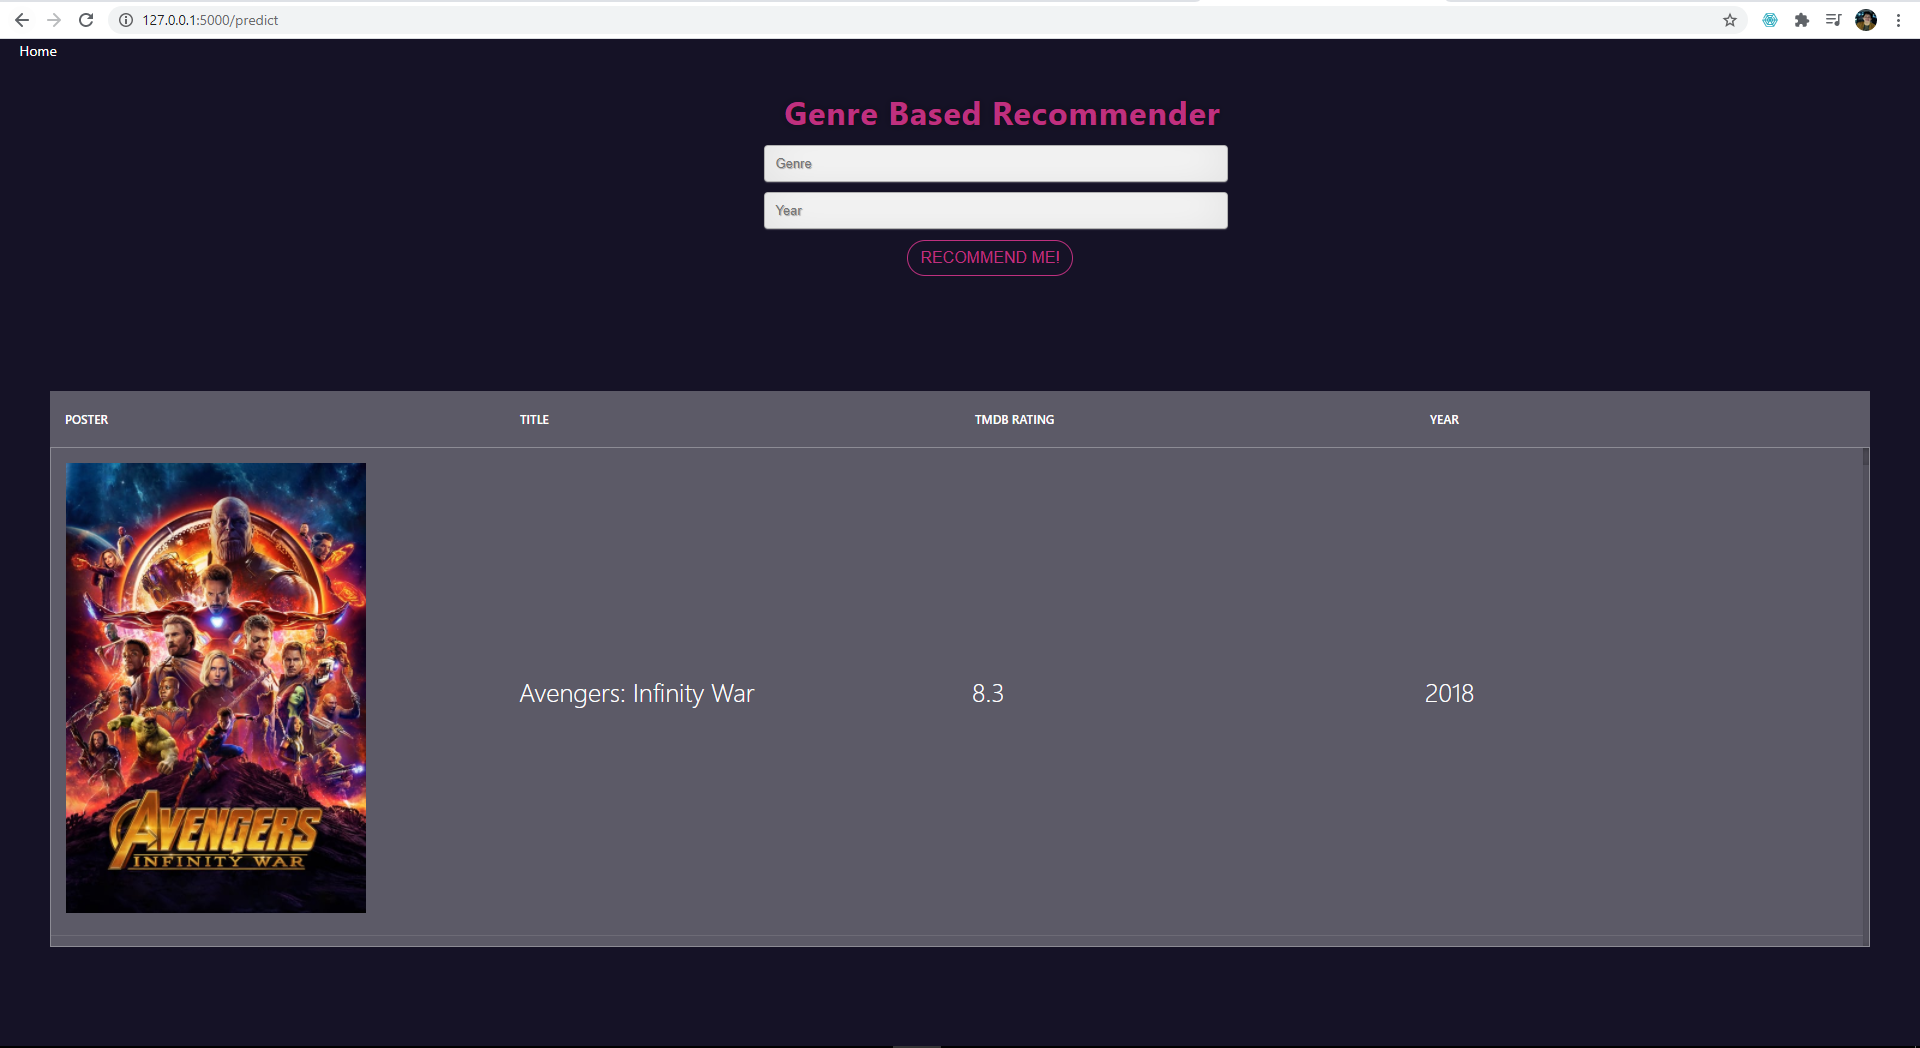 127.0.0.1:5000/predict
Home
Genre Based Recommender
Genre
Year
RECOMMEND ME!
POSTER TITLE TMDB RATING YEAR
Avengers: Infinity War 8.3 2018
AVENGERS
INFINITY WAR